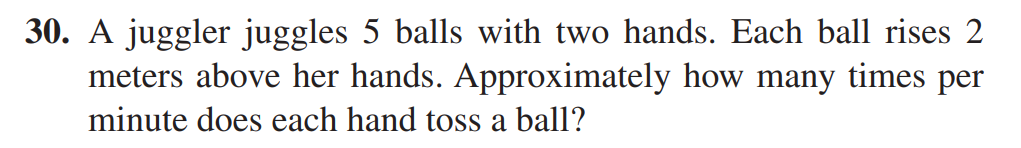 30. A juggler juggles 5 balls with two hands. Each ball rises 2
meters above her hands. Approximately how many times per
minute does each hand toss a ball?